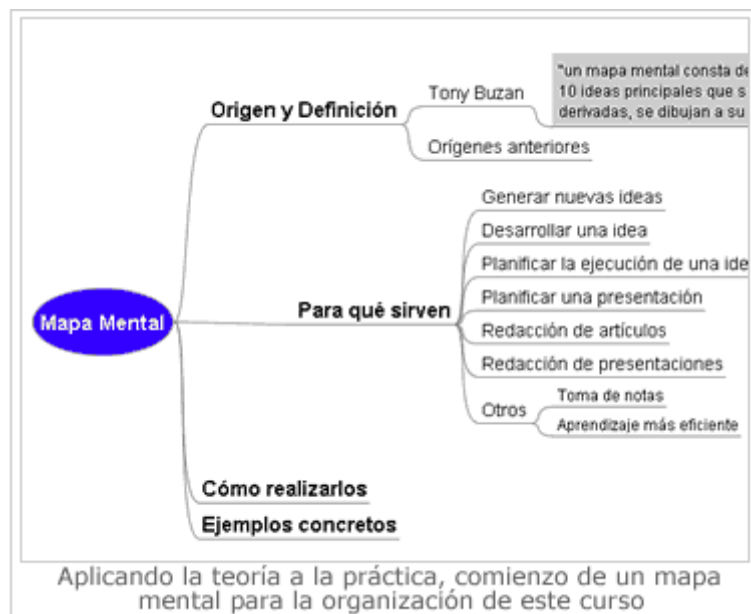 Mapa Mental
Origen y Definición
Tony Buzan
"un mapa mental consta de
10 ideas principales que s
derivadas, se dibujan a su
Orígenes anteriores
Para qué sirven
Generar nuevas ideas
Desarrollar una idea
Planificar la ejecución de una ide
Planificar una presentación
Redacción de artículos
Redacción de presentaciones
Otros
Toma de notas
Aprendizaje más eficiente
Cómo realizarlos
Ejemplos concretos
Aplicando la teoría a la práctica, comienzo de un mapa
mental para la organización de este curso